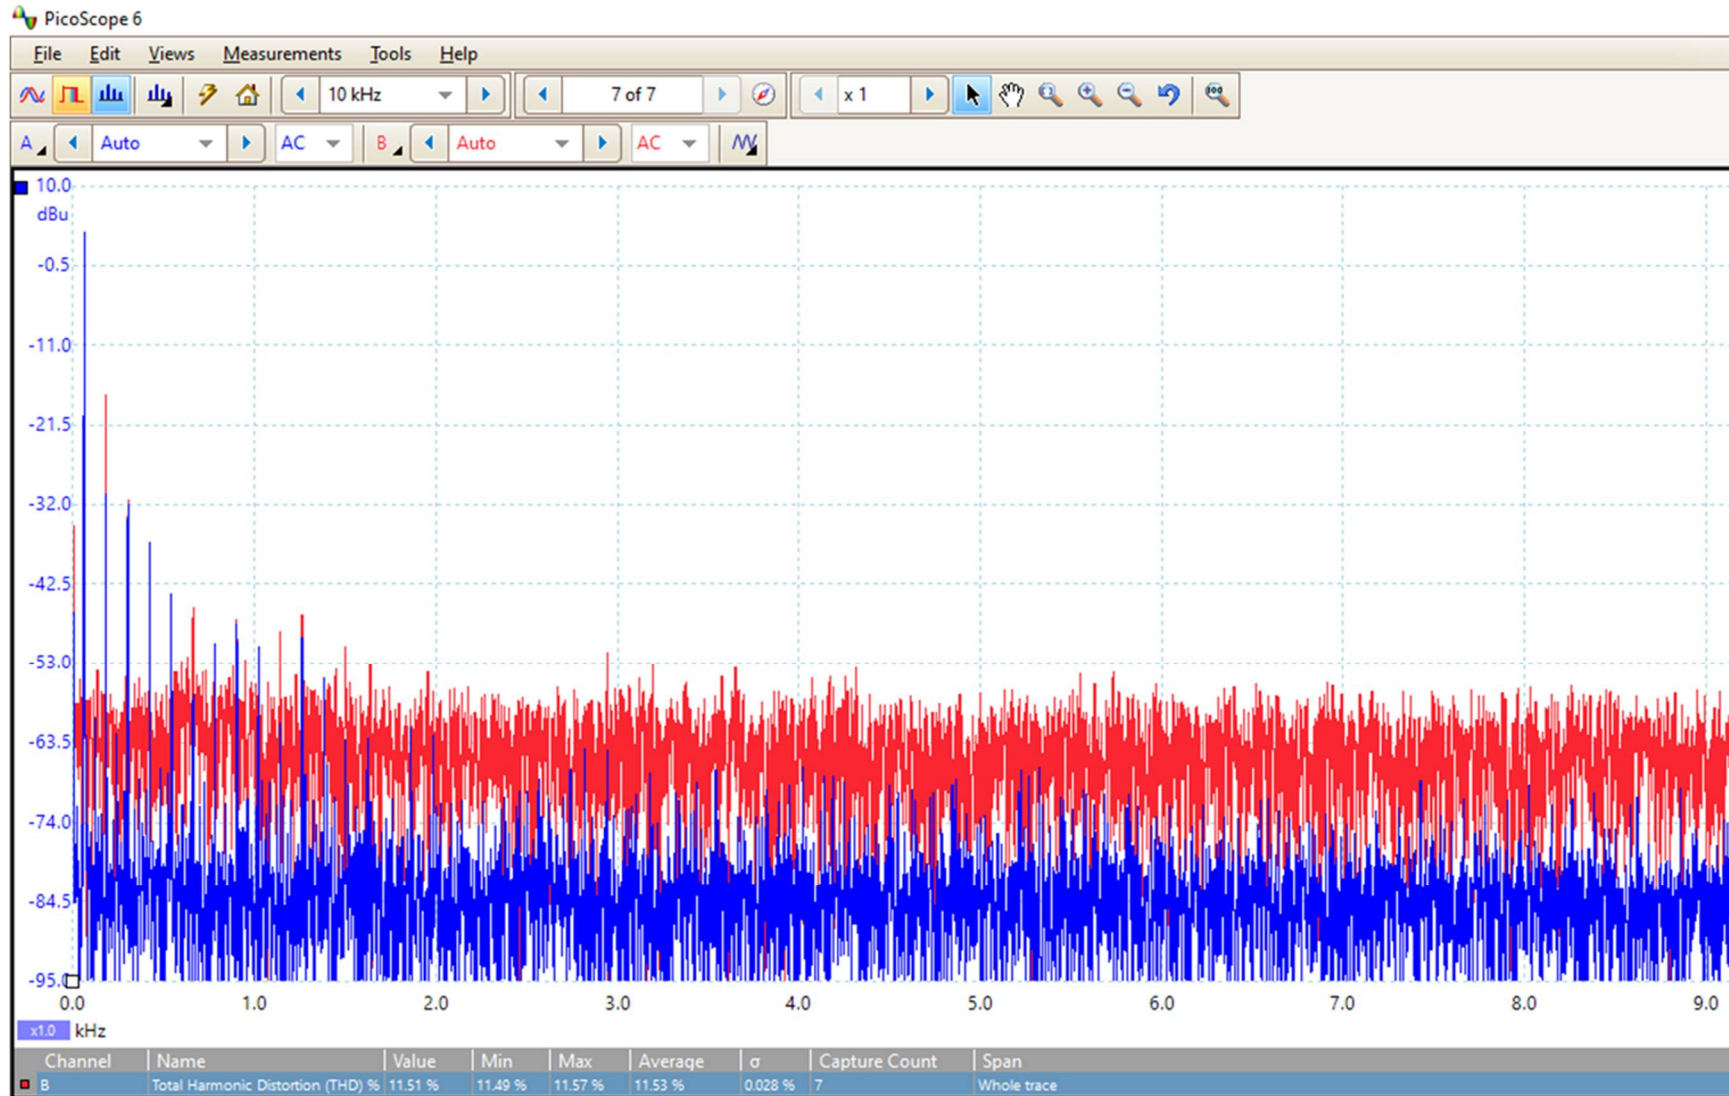 PicoScope 6
File Edit Views Measurements Tools Help
10 kHz 7 of 7 x 1
A Auto AC B Auto AC
10.0
dBu
-0.5
-11.0
-21.5
-32.0
-42.5
-53.0
-63.5
-74.0
-84.5
-95.0
0.0 1.0 2.0 3.0 4.0 5.0 6.0 7.0 8.0 9.0
x1.0 kHz
Channel Name Value Min Max Average σ Capture Count Span
B Total Harmonic Distortion (THD) % 11.51 % 11.49 % 11.57 % 11.53 % 0.028 % 7 Whole trace